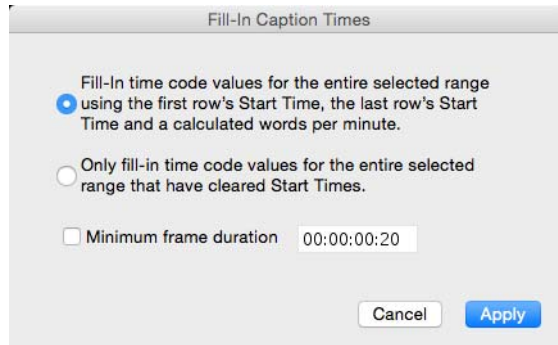 Fill-In Caption Times
Fill-In time code values for the entire selected range
using the first row's Start Time, the last row's Start
Time and a calculated words per minute.
Only fill-in time code values for the entire selected
range that have cleared Start Times.
Minimum frame duration 00:00:00:20
Cancel Apply